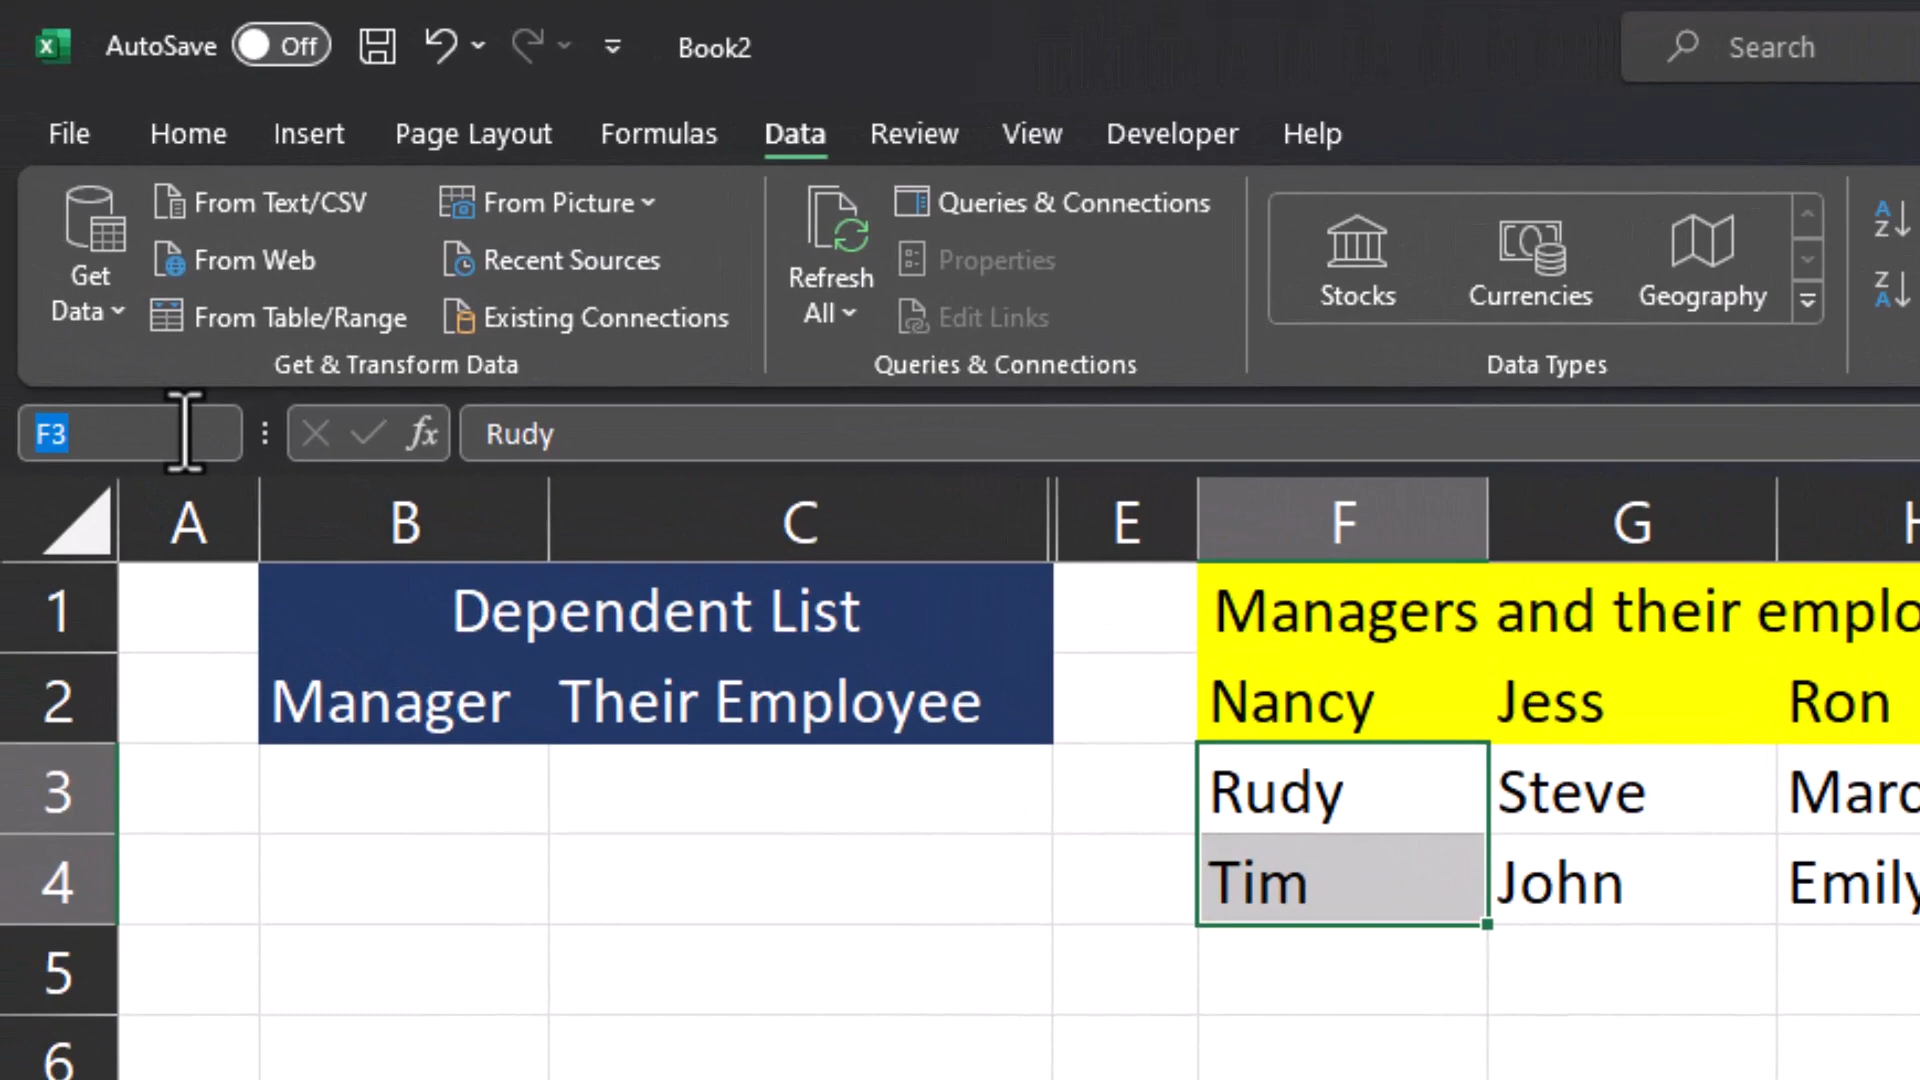 AutoSave Off Book2 Search
File Home Insert Page Layout Formulas Data Review View Developer Help
Get Data
From Text/CSV
From Web
From Table/Range
From Picture
Recent Sources
Existing Connections
Get & Transform Data
Refresh All
Queries & Connections
Properties
Edit Links
Queries & Connections
Stocks Currencies Geography
Data Types
A Z
Z A
F3 fx Rudy
A B C E F G H
1 Dependent List Managers and their emplo
2 Manager Their Employee Nancy Jess Ron
3 Rudy Steve
4 Tim John Emily
5
6